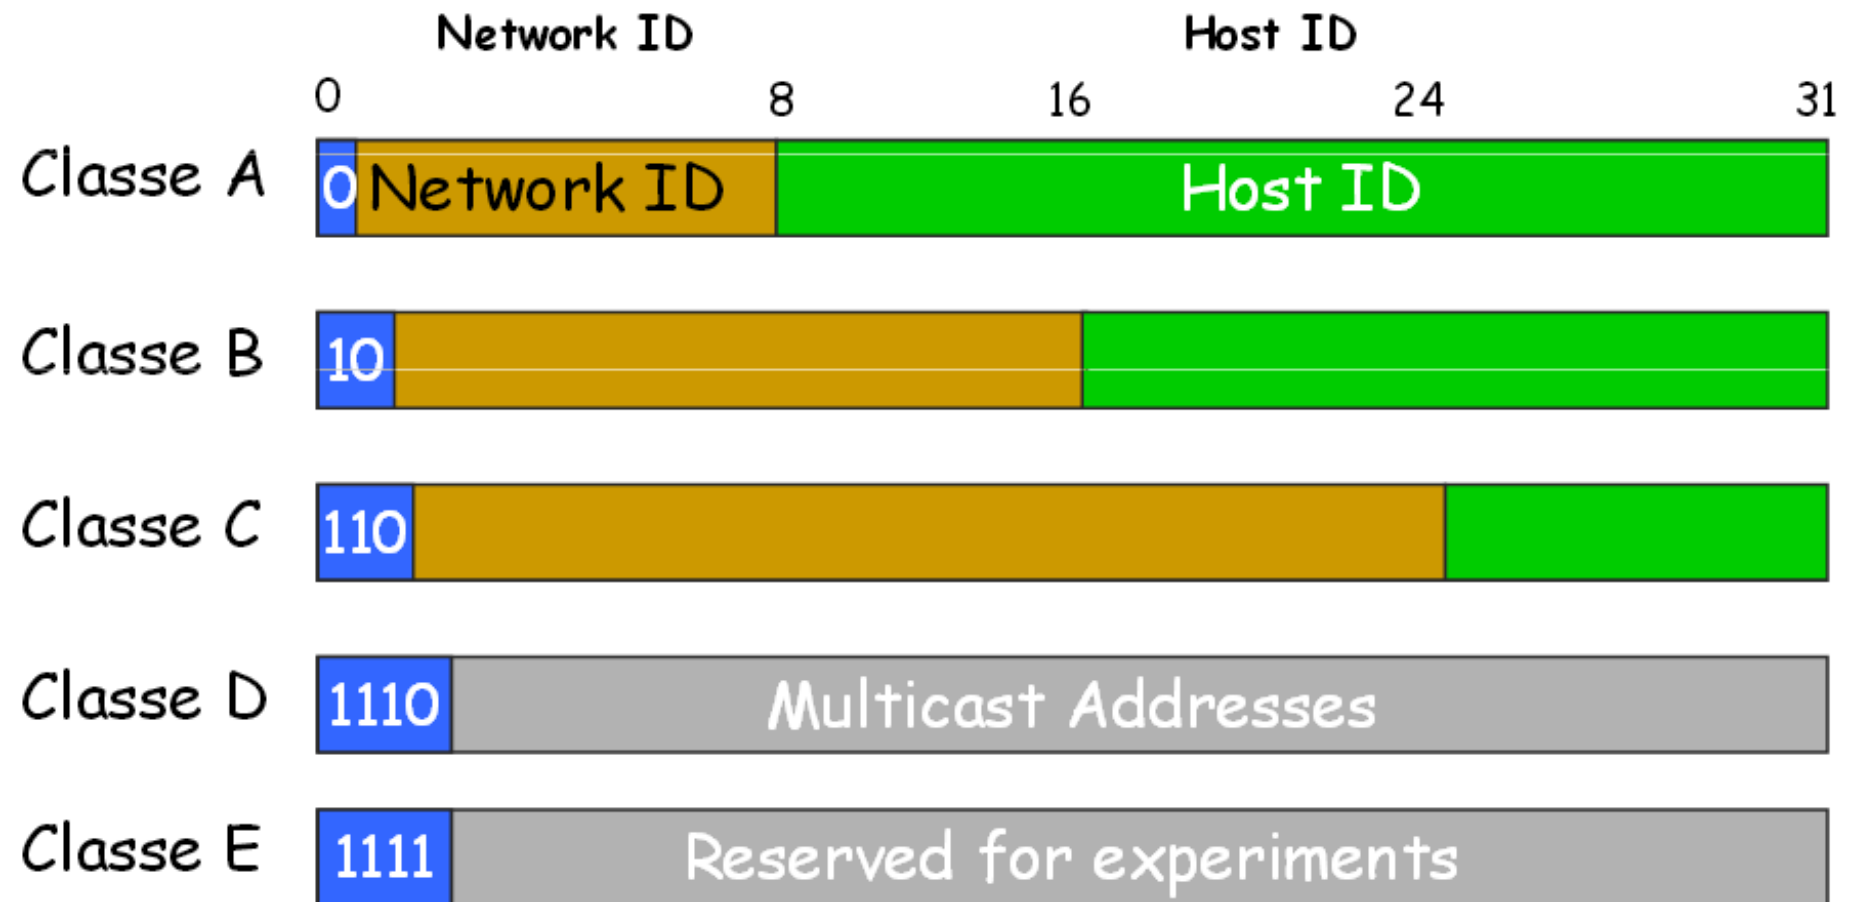 Network ID Host ID
0 8 16 24 31
Classe A 0 Network ID Host ID
Classe B 10
Classe C 110
Classe D 1110 Multicast Addresses
Classe E 1111 Reserved for experiments